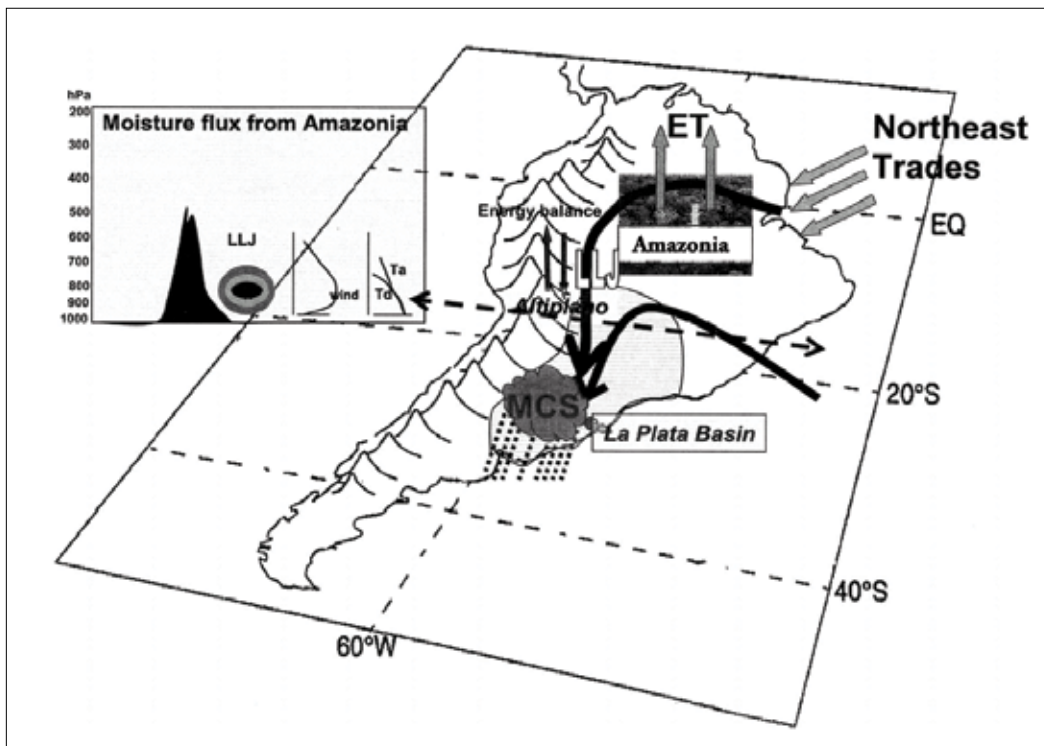 hPa
200
300
400
500
600
700
800
900
1000
Moisture flux from Amazonia
LLJ
wind
Ta
Td
ET
Northeast
Trades
EQ
Energy balance
Amazonia
LLJ
Altiplano
20°S
MCS
La Plata Basin
40°S
60°W